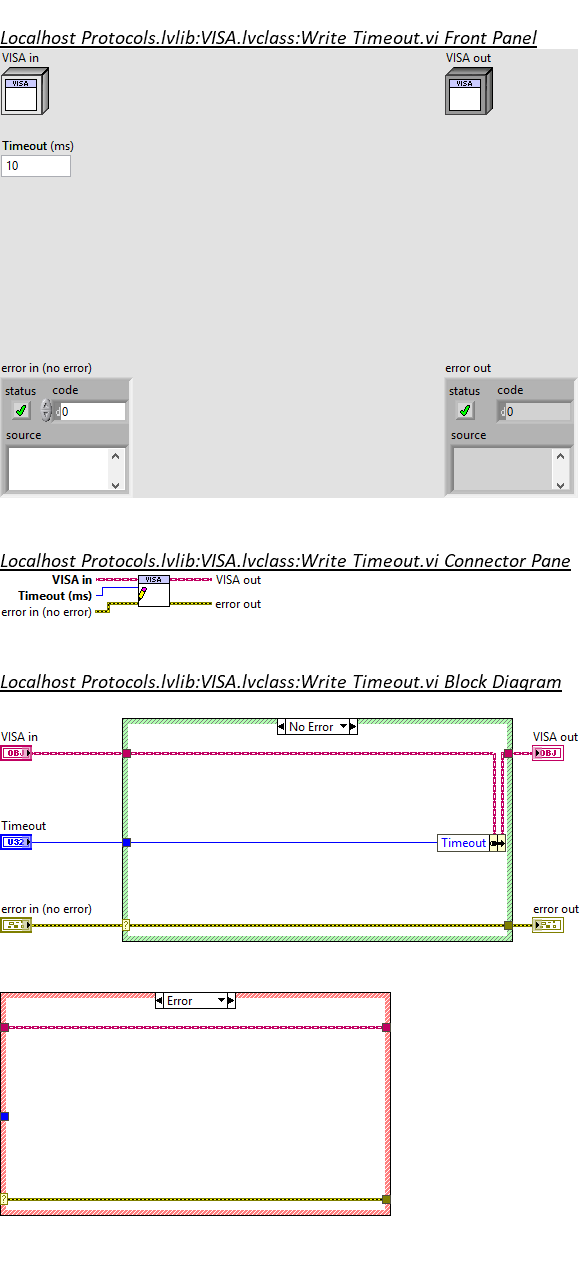 Localhost Protocols.lvlib:VISA.lvclass:Write Timeout.vi Front Panel
VISA in
VISA out
VISA
VISA
Timeout (ms)
10
error in (no error)
error out
status code
status code
d 0
d 0
source
source
Localhost Protocols.lvlib:VISA.lvclass:Write Timeout.vi Connector Pane
VISA in
VISA
VISA out
Timeout (ms)
error in (no error)
error out
Localhost Protocols.lvlib:VISA.lvclass:Write Timeout.vi Block Diagram
No Error
VISA in
VISA out
OBJ
OBJ
Timeout
U32
Timeout
error in (no error)
error out
?
Error
?